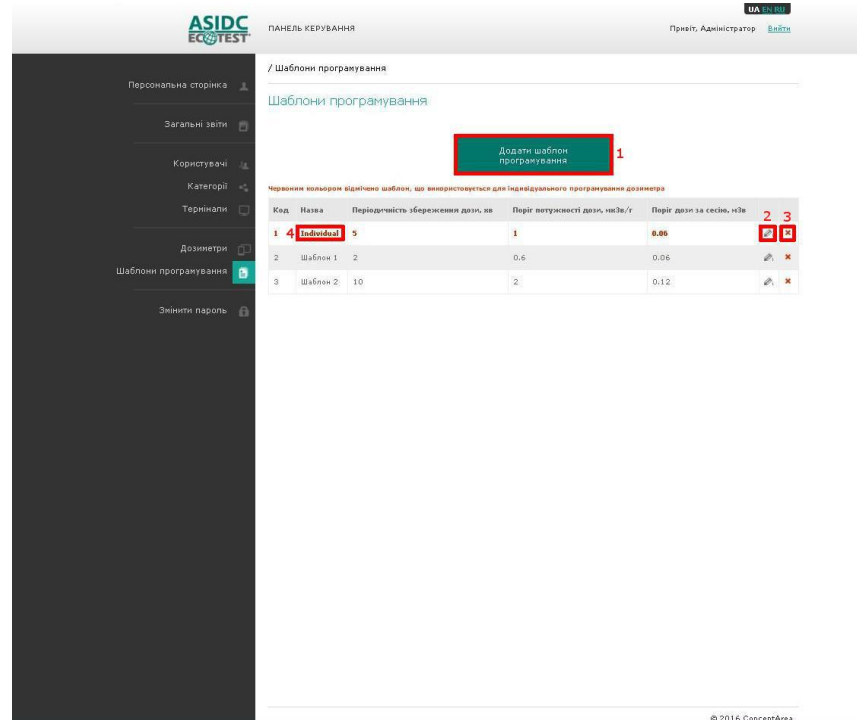 UA EN RU
ASIDC
ECOTEST
ПАНЕЛЬ КЕРУВАННЯ
Привіт, Адміністратор Вийти
/ Шаблони програмування
Персональна сторінка
Загальні звіти
Користувачі
Категорії
Термінали
Дозиметри
Шаблони програмування
Змінити пароль
Шаблони програмування
Додати шаблон
програмування
1
Червоним кольором відмічено шаблон, що використовується для індивідуального програмування дозиметра
Код Назва Періодичність збереження дози, хв Поріг потужності дози, мкЗв/г Поріг дози за сесію, мЗв 2 3
1 4 Individual 5 1 0.06
2 Шаблон 1 2 0.6 0.06
3 Шаблон 2 10 2 0.12
© 2016 ConceptArea